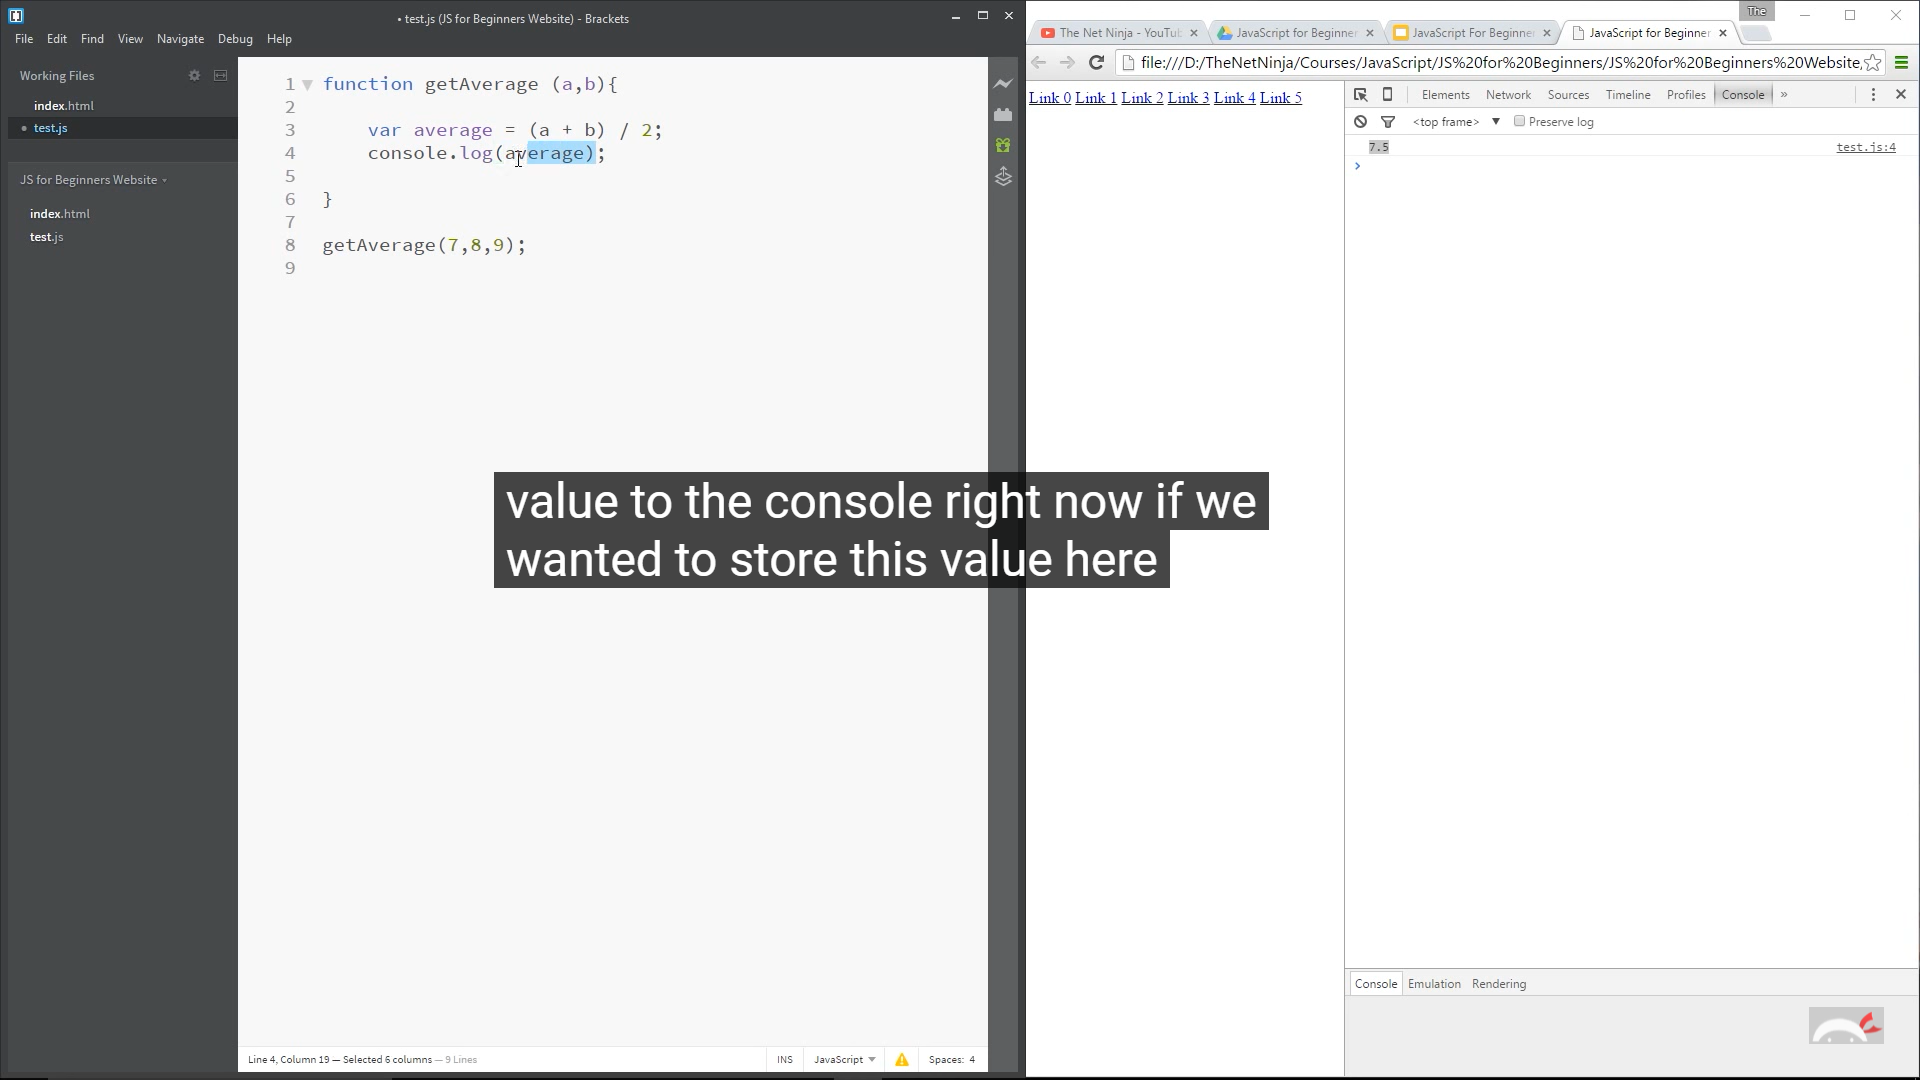 • test.js (JS for Beginners Website) - Brackets
File Edit Find View Navigate Debug Help
Working Files
index.html
• test.js
JS for Beginners Website
index.html
test.js
1 function getAverage (a,b){
2
3 var average = (a + b) / 2;
4 console.log(average);
5
6 }
7
8 getAverage(7,8,9);
9
Line 4, Column 19 — Selected 6 columns — 9 Lines
INS JavaScript Spaces: 4
The
The Net Ninja - YouTub JavaScript for Beginner JavaScript For Beginner JavaScript for Beginner
file:///D:/TheNetNinja/Courses/JavaScript/JS%20for%20Beginners/JS%20for%20Beginners%20Website,
Link 0 Link 1 Link 2 Link 3 Link 4 Link 5
Elements Network Sources Timeline Profiles Console »
<top frame> ▼ Preserve log
7.5 test.js:4
>
value to the console right now if we
wanted to store this value here
Console Emulation Rendering